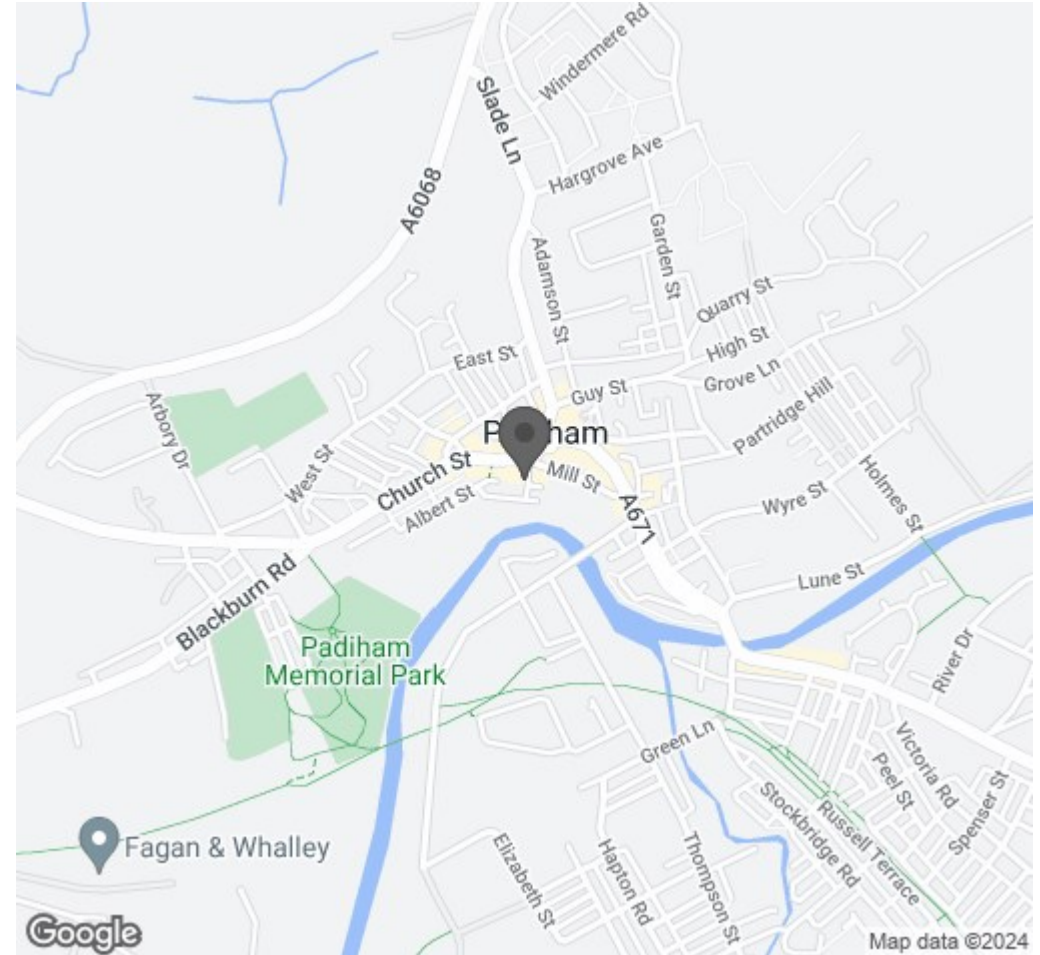 Windermere Rd
Slade Ln
Hargrove Ave
A6068
Garden St
Adamson St
Quarry St
East St
High St
Guy St
Grove Ln
Arbory Dr
Partridge Hill
P ham
West St
Church St
Mill St
Holmes St
Albert St
A671
Wyre St
Blackburn Rd
Lune St
Padiham
Memorial Park
River Dr
Green Ln
Victoria Rd
Peel St
Stockbridge Rd
Spenser St
Russell Terrace
Fagan & Whalley
Elizabeth St
Hapton Rd
Thompson St
Google
Map data ©2024